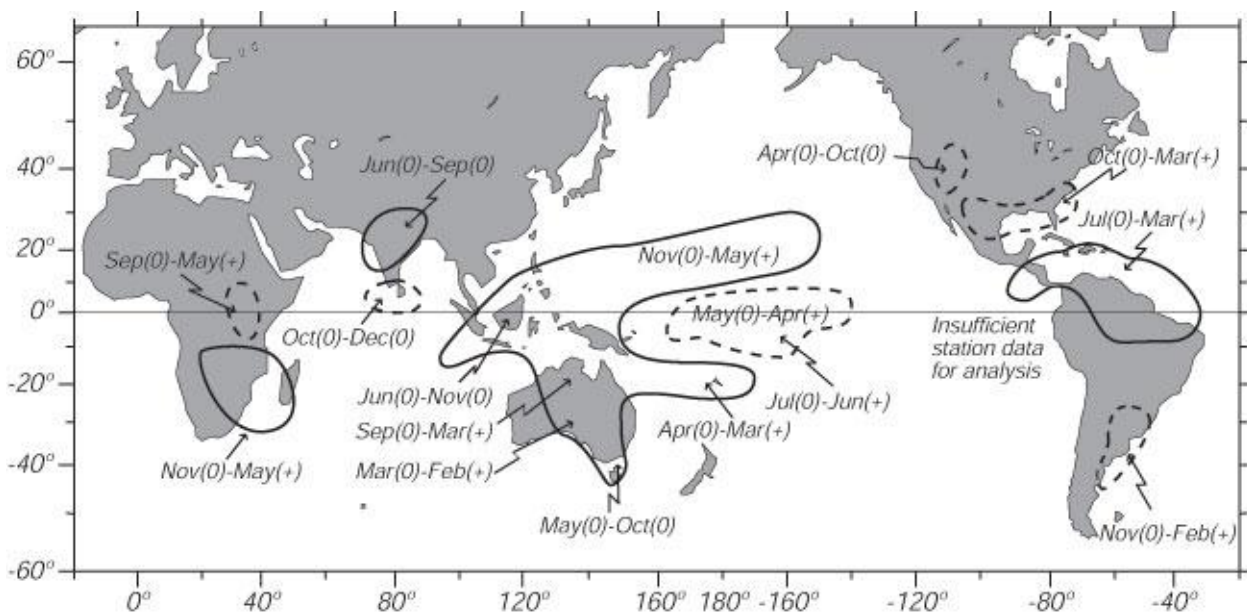 60°
40°
20°
0°
-20°
-40°
-60°
Jun(0)-Sep(0)
Apr(0)-Oct(0)
Oct(0)-Mar(+)
Jul(0)-Mar(+)
Sep(0)-May(+)
Nov(0)-May(+)
May(0)-Apr(+)
Oct(0)-Dec(0)
Insufficient
station data
for analysis
Jun(0)-Nov(0)
Jul(0)-Jun(+)
Sep(0)-Mar(+)
Apr(0)-Mar(+)
Nov(0)-May(+)
Mar(0)-Feb(+)
May(0)-Oct(0)
Nov(0)-Feb(+)
0° 40° 80° 120° 160° 180° -160° -120° -80° -40°